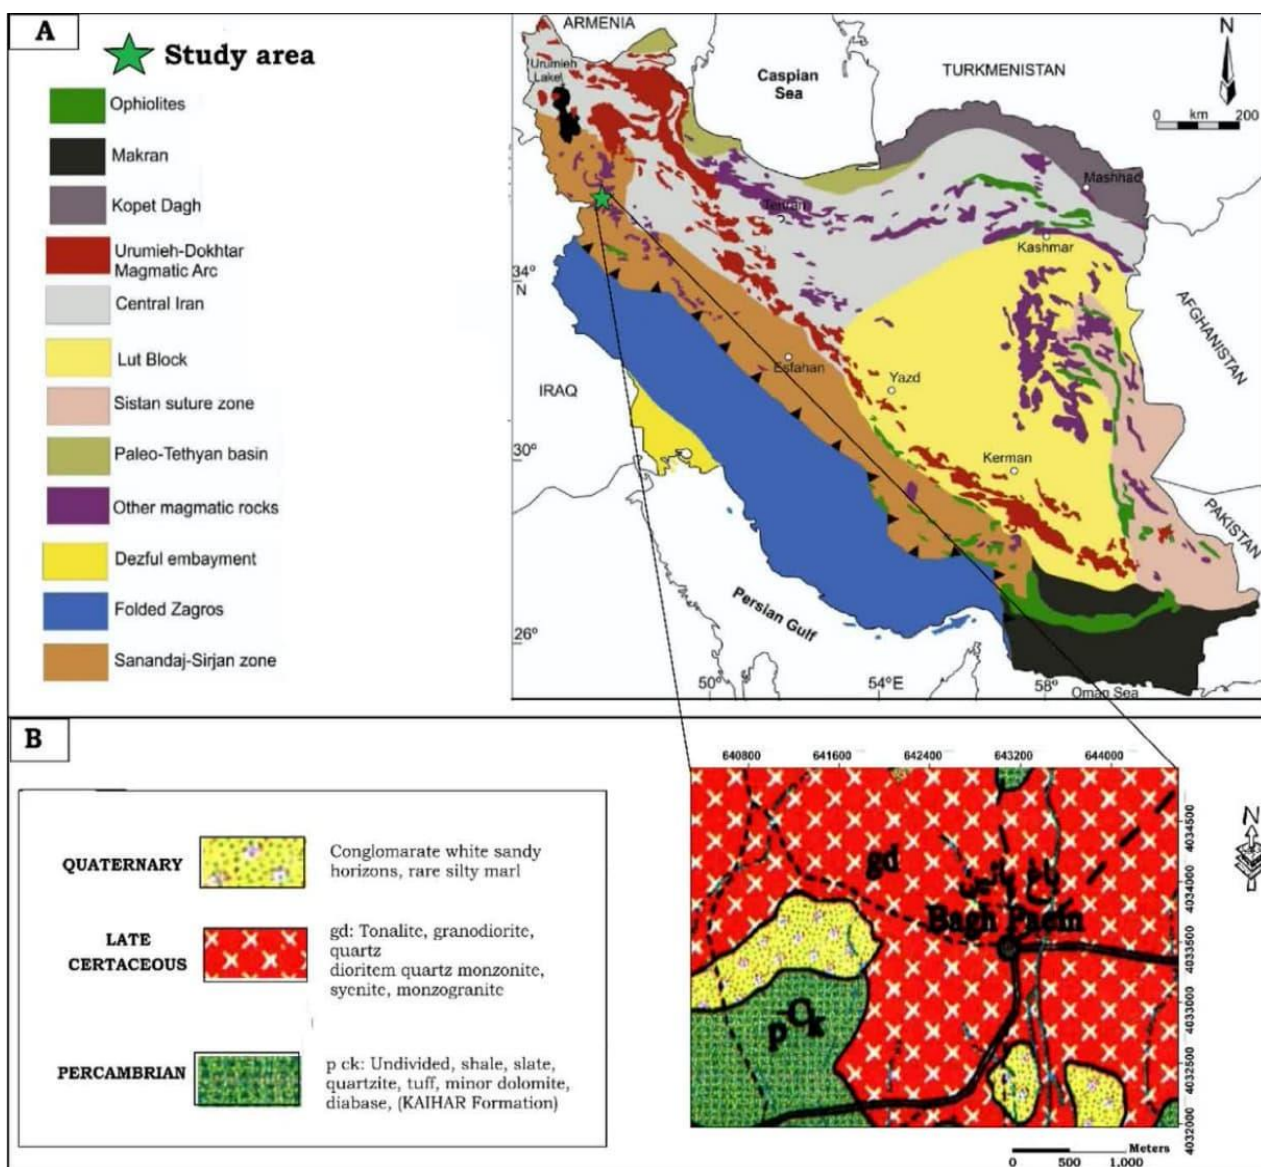 A
Study area
Ophiolites
Makran
Kopet Dagh
Urumieh-Dokhtar
Magmatic Arc
Central Iran
Lut Block
Sistan suture zone
Paleo-Tethyan basin
Other magmatic rocks
Dezful embayment
Folded Zagros
Sanandaj-Sirjan zone
ARMENIA
Urumieh
Lake
Caspian
Sea
TURKMENISTAN
N
km
0
200
Mashhad
Tehran
Kashmar
34°
N
AFGHANISTAN
IRAQ
Esfahan
Yazd
30°
Kerman
PAKISTAN
Persian Gulf
26°
50°
54°E
58°
Oman Sea
B
QUATERNARY
Conglomarate white sandy
horizons, rare silty marl
LATE
CERTACEOUS
gd: Tonalite, granodiorite,
quartz
dioritem quartz monzonite,
syenite, monzogranite
PERCAMBRIAN
p ck: Undivided, shale, slate,
quartzite, tuff, minor dolomite,
diabase, (KAIHAR Formation)
640800 641600 642400 643200 644000
N
4034500
4034000
4033500
4033000
4032500
4032000
gd
Bagh Paein
p-Ck
Meters
0 500 1,000